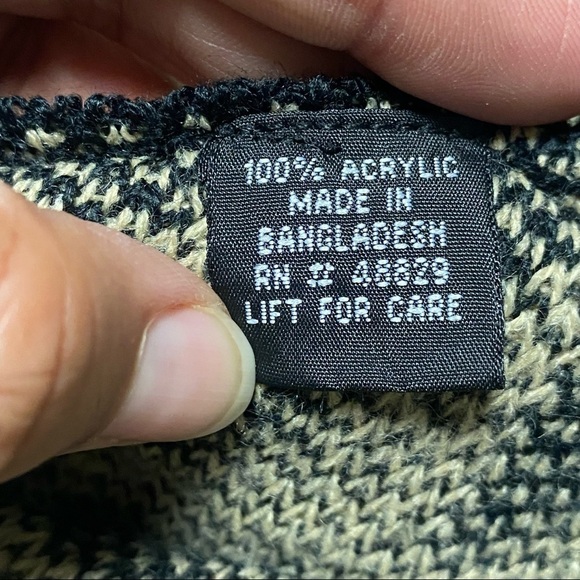 100% ACRYLIC
MADE IN
BANGLADESH
RN # 48829
LIFT FOR CARE